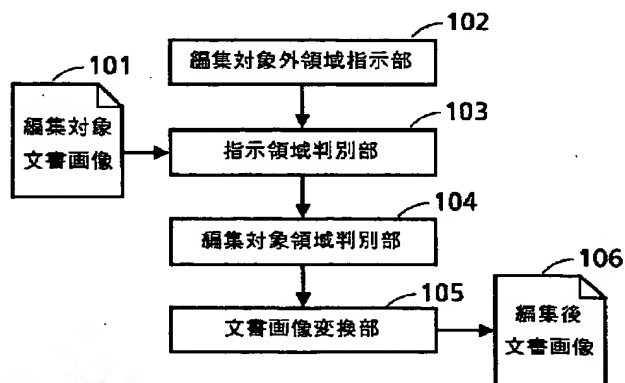 102
編集対象外領域指示部
101
編集対象
文書画像
103
指示領域判別部
104
編集対象領域判別部
106
編集後
文書画像
105
文書画像変換部